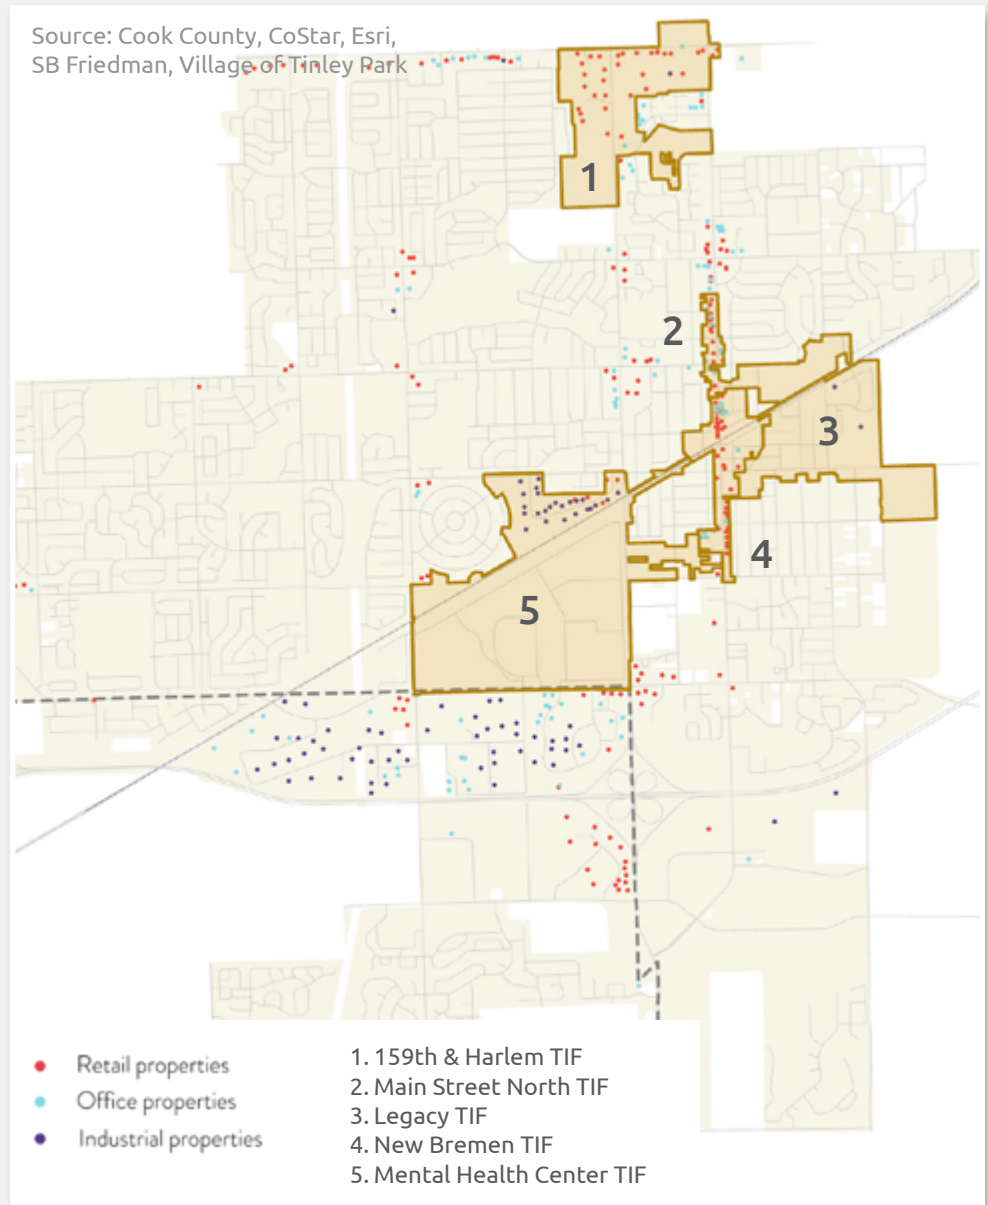 Source: Cook County, CoStar, Esri,
SB Friedman, Village of Tinley Park
1
2
3
4
5
Retail properties
Office properties
Industrial properties
1. 159th & Harlem TIF
2. Main Street North TIF
3. Legacy TIF
4. New Bremen TIF
5. Mental Health Center TIF